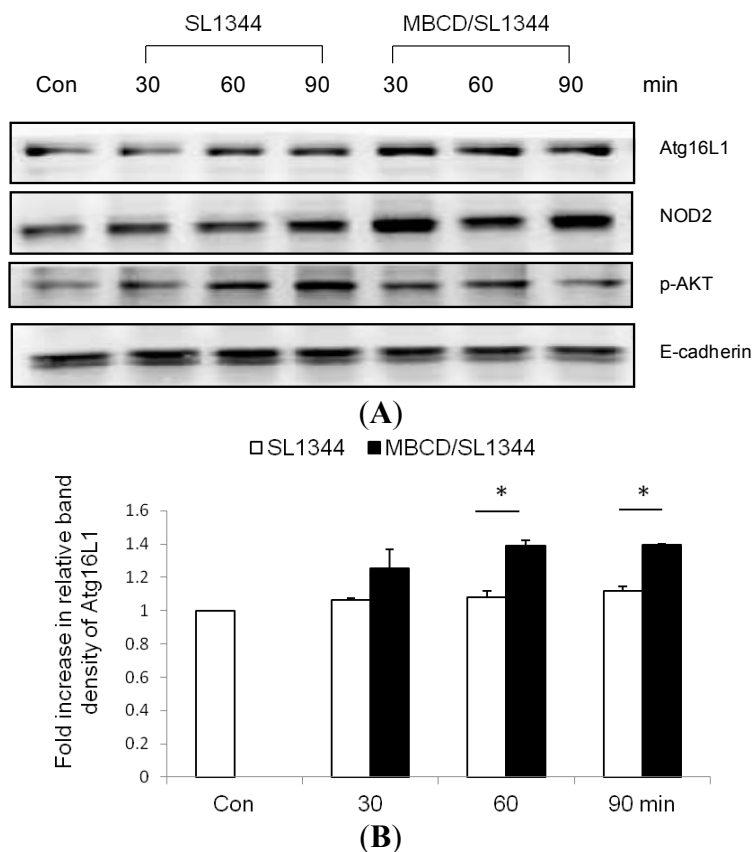 SL1344 MBCD/SL1344
Con 30 60 90 30 60 90 min
Atg16L1
NOD2
p-AKT
E-cadherin
(A)
SL1344 MBCD/SL1344
Fold increase in relative band
density of Atg16L1
1.6
1.4
1.2
1
0.8
0.6
0.4
0.2
0
* *
Con 30 60 90 min
(B)